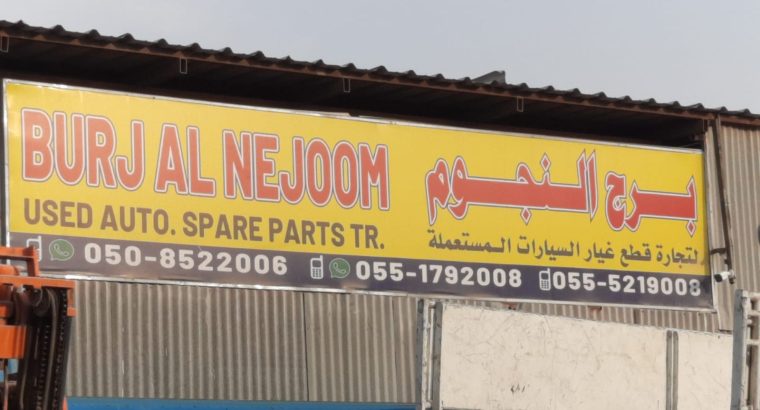 BURJ AL NEJOOM
برج النجوم
USED AUTO. SPARE PARTS TR.
لتجارة قطع غيار السيارات المستعملة
050-8522006 055-1792008 055-5219008